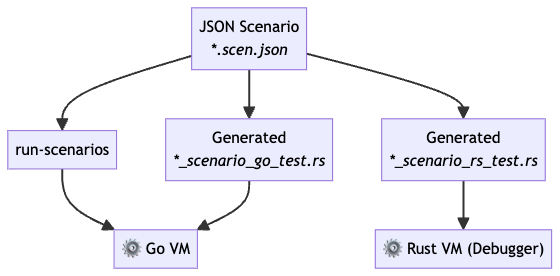 JSON Scenario
*.scen.json
run-scenarios
Generated
*_scenario_go_test.rs
Generated
*_scenario_rs_test.rs
Go VM
Rust VM (Debugger)